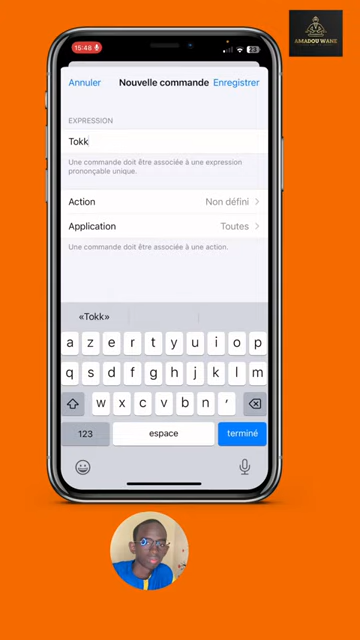 15:48
23
AMADOU WANE
Annuler Nouvelle commande Enregistrer
EXPRESSION
Tokk
Une commande doit être associée à une expression
prononçable unique.
Action Non défini
Application Toutes
Une commande doit être associée à une action.
«Tokk»
a z e r t y u i o p
q s d f g h j k l m
w x c v b n ’
123 espace terminé